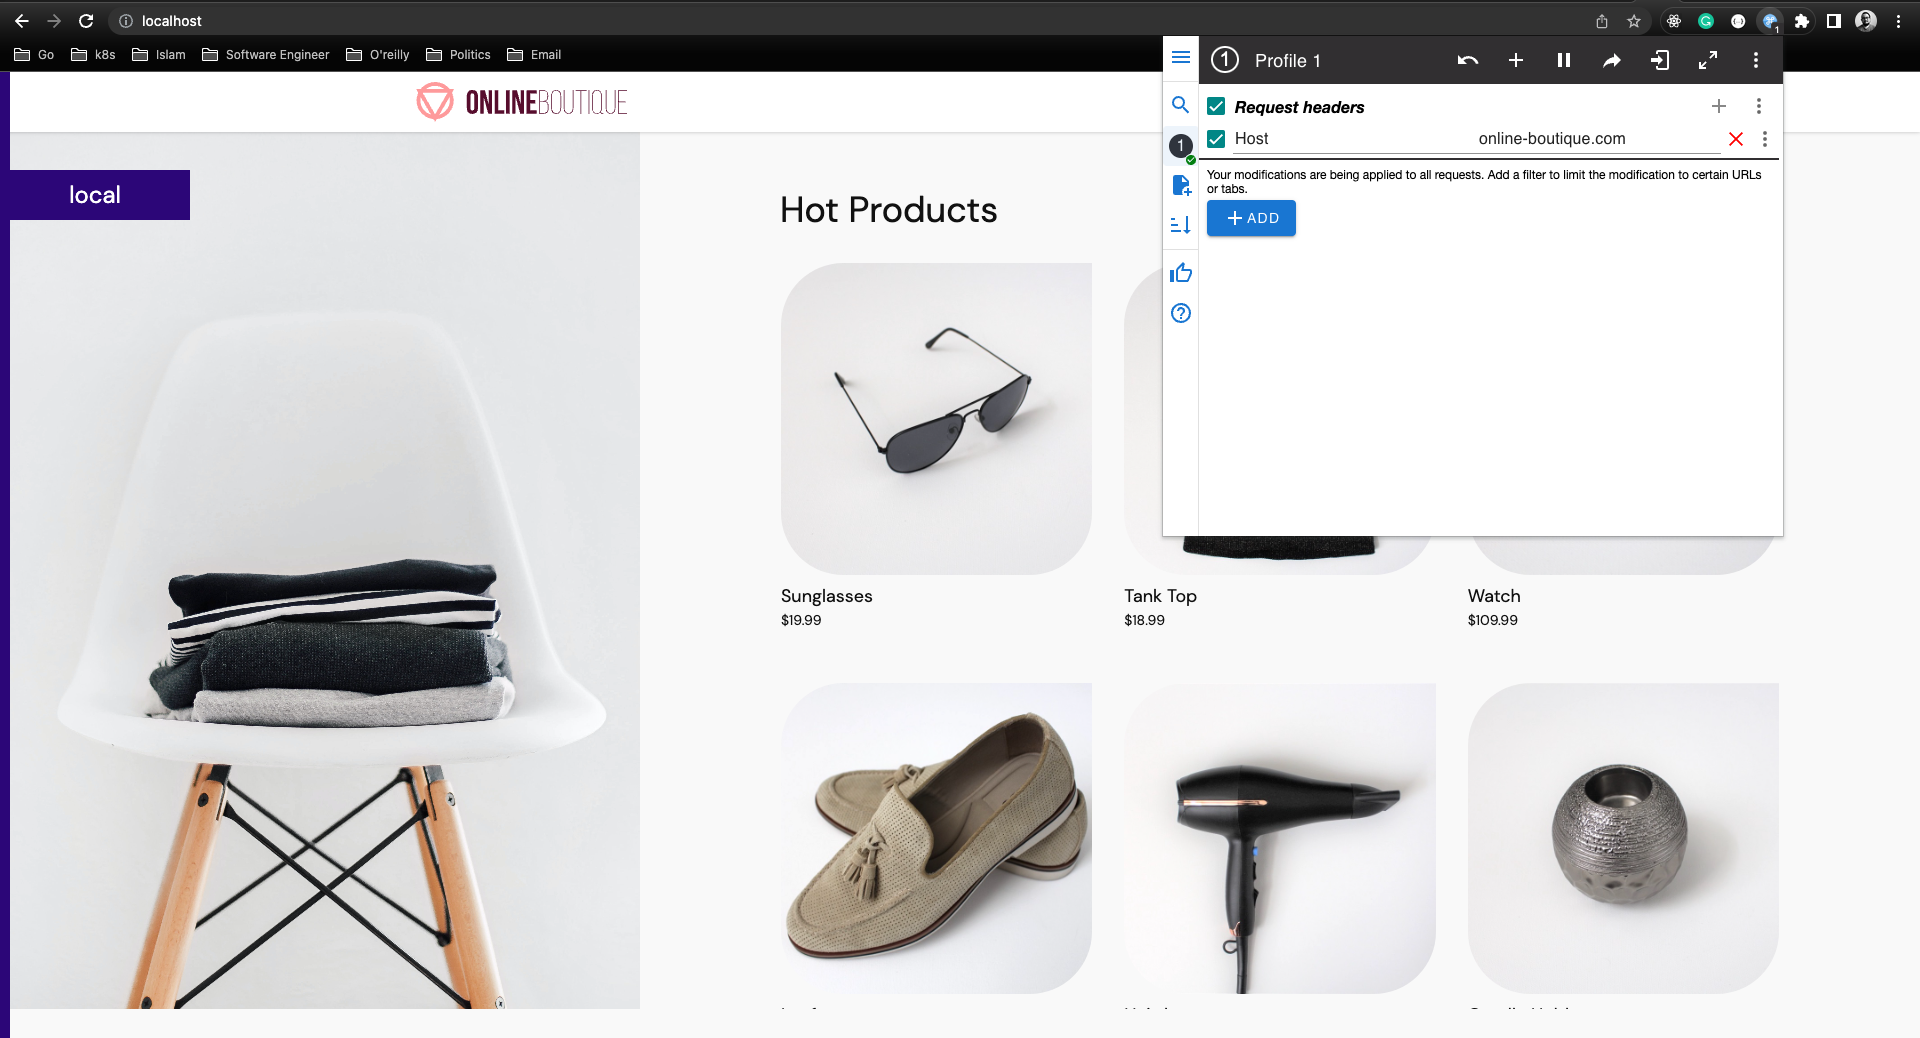 localhost
Go
k8s
Islam
Software Engineer
O'reilly
Politics
Email
1
1
Profile 1
ONLINEBOUTIQUE
Request headers
Host
online-boutique.com
1
Your modifications are being applied to all requests. Add a filter to limit the modification to certain URLs
or tabs.
ADD
local
Hot Products
Sunglasses
$19.99
Tank Top
$18.99
Watch
$109.99